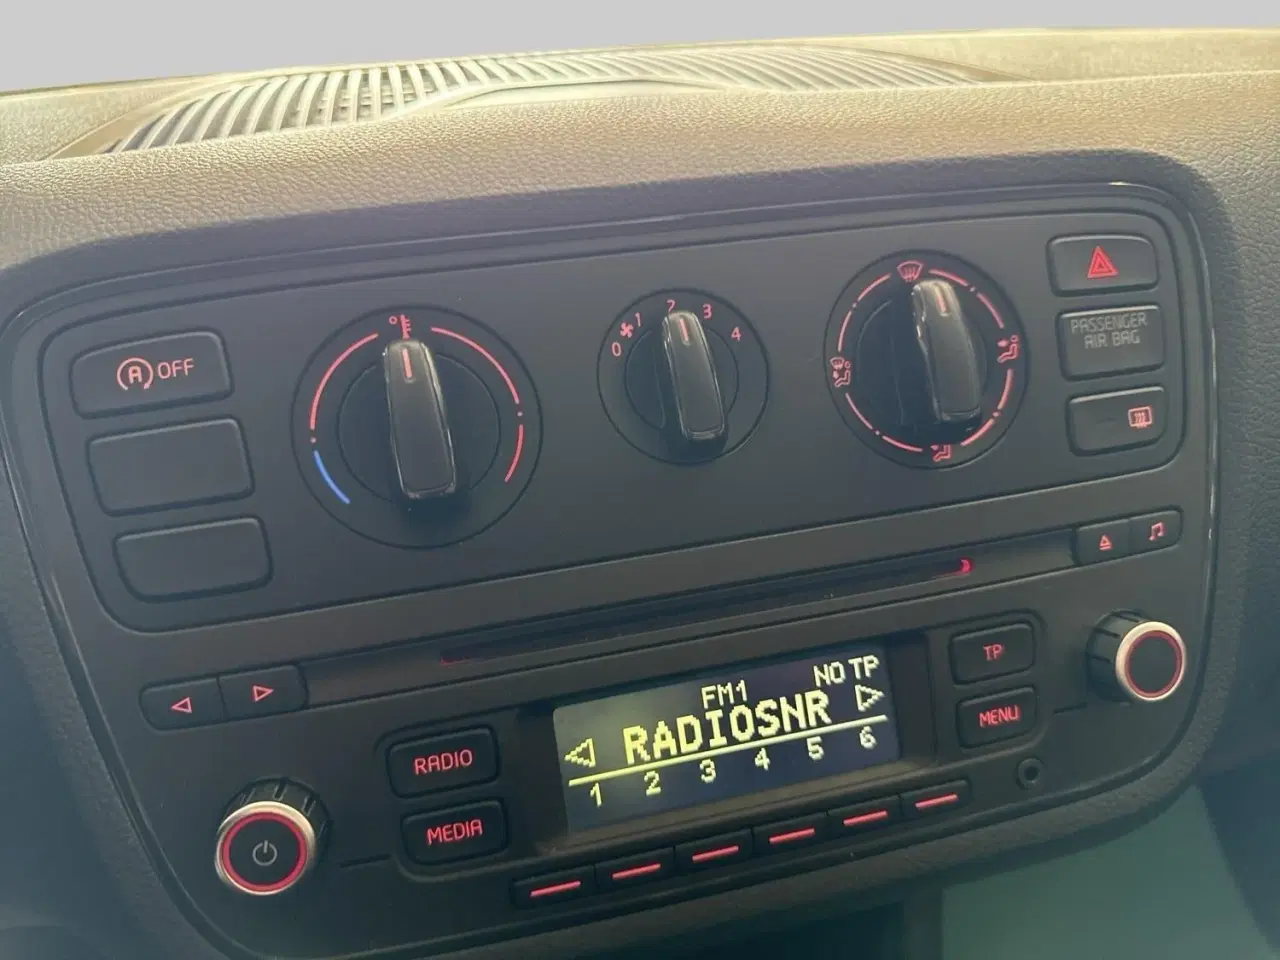 A OFF
0 1 2 3 4
PASSENGER
AIR BAG
NO TP
FM1
RADIOSNR
1 2 3 4 5 6
TP
MENU
RADIO
MEDIA